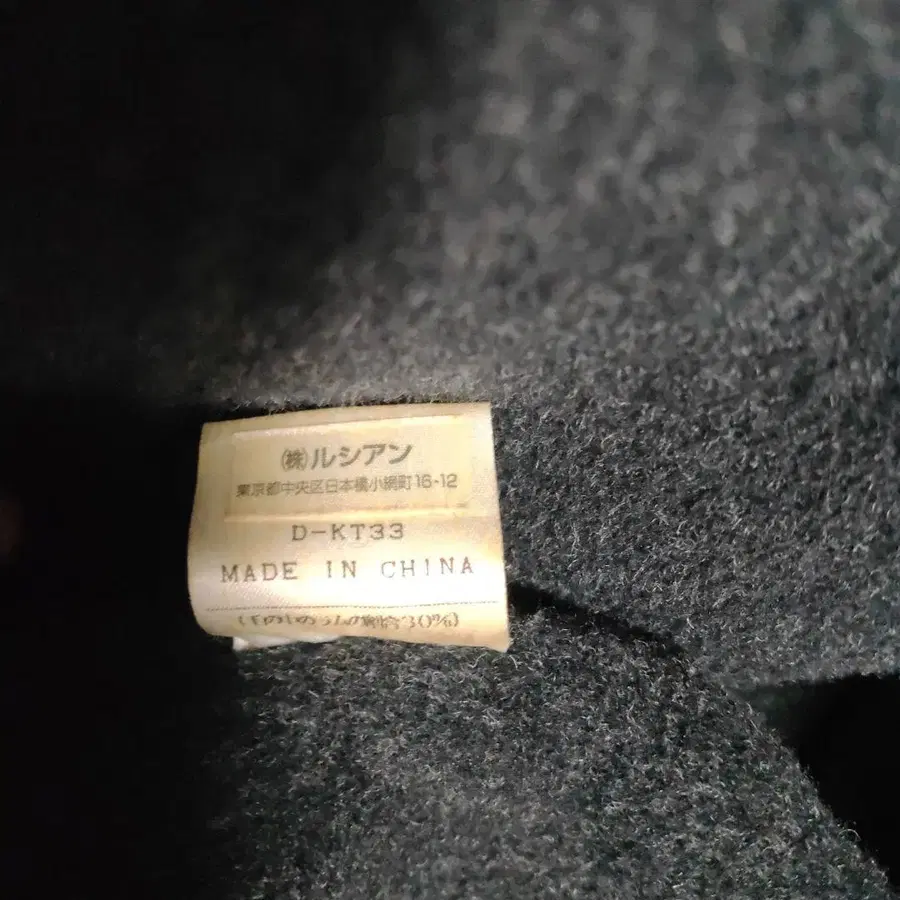 (株)ルシアン
東京都中央区日本橋小網町16-12
D-KT33
MADE IN CHINA
30%)